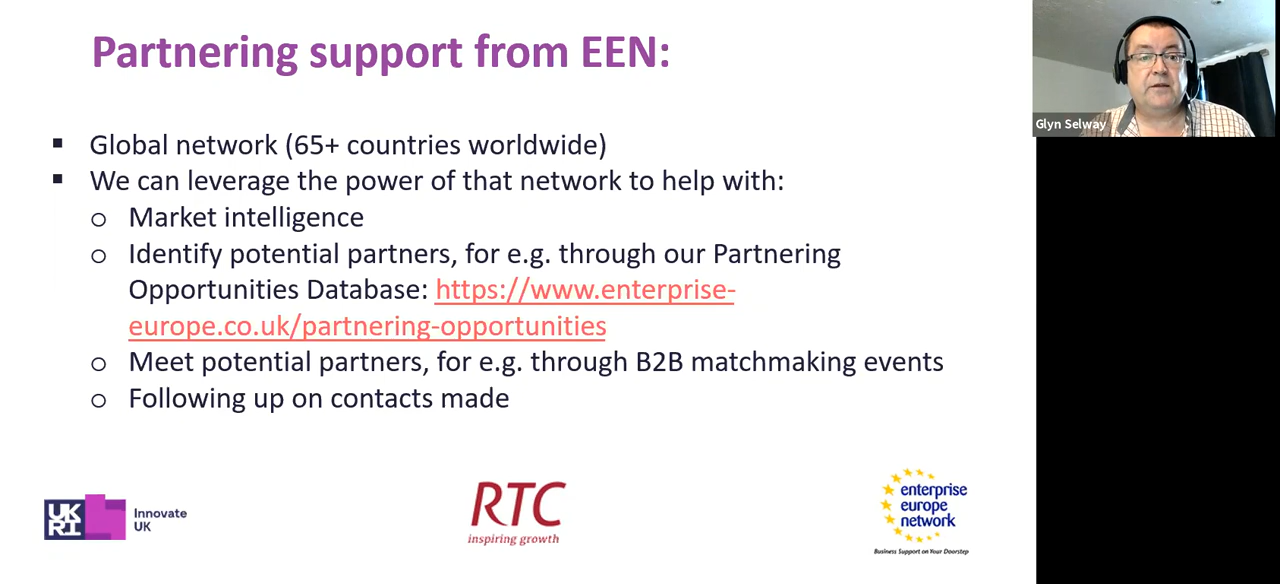 Partnering support from EEN:
Glyn Selway
▪ Global network (65+ countries worldwide)
▪ We can leverage the power of that network to help with:
o Market intelligence
o Identify potential partners, for e.g. through our Partnering
Opportunities Database: https://www.enterprise-
europe.co.uk/partnering-opportunities
o Meet potential partners, for e.g. through B2B matchmaking events
o Following up on contacts made
UK
RI
Innovate
UK
RTC
inspiring growth
enterprise
europe
network
Business Support on Your Doorstep